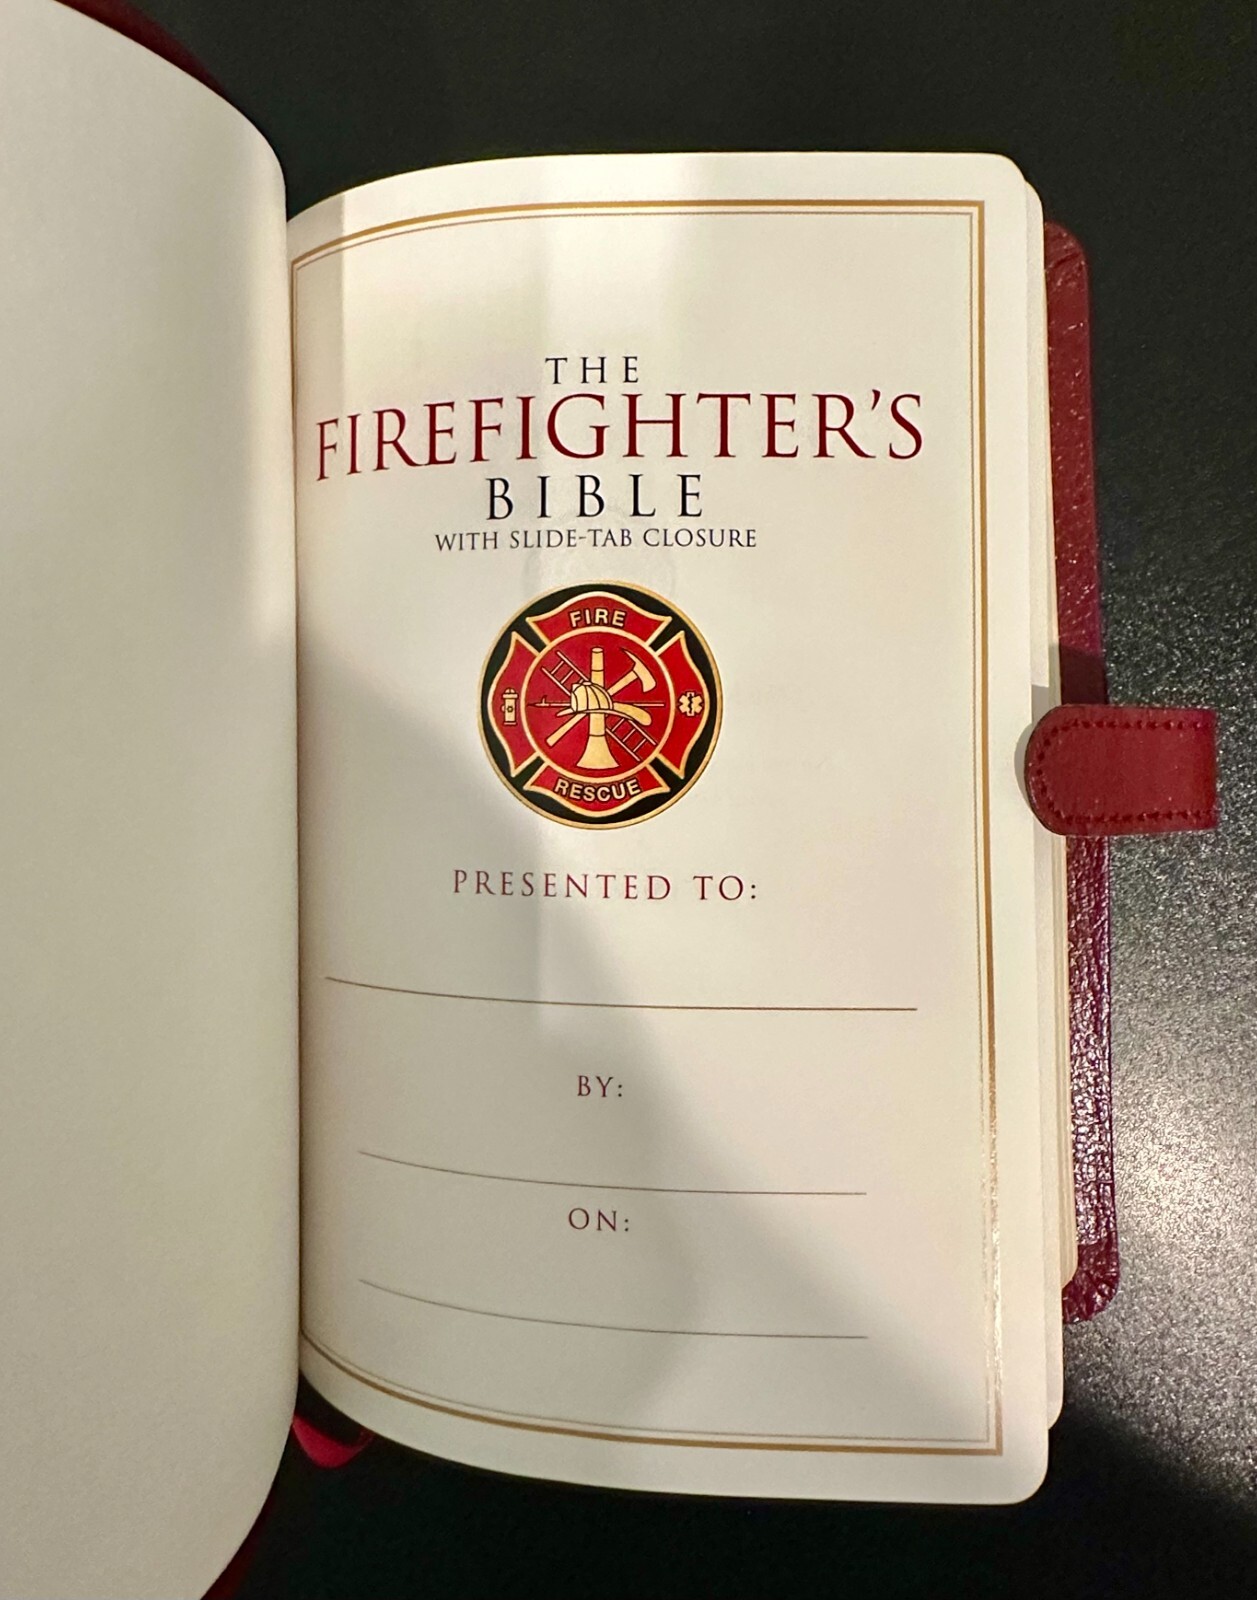 THE
FIREFIGHTER'S
BIBLE
WITH SLIDE-TAB CLOSURE
FIRE
RESCUE
PRESENTED TO:
BY:
ON: